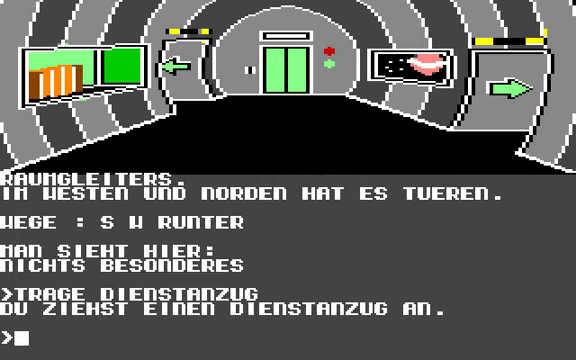 RAUMGLEITERS.
IM WESTEN UND NORDEN HAT ES TUEREN.
WEGE : S W RUNTER
MAN SIEHT HIER:
NICHTS BESONDERES
>TRAGE DIENSTANZUG
DU ZIEHST EINEN DIENSTANZUG AN.
>